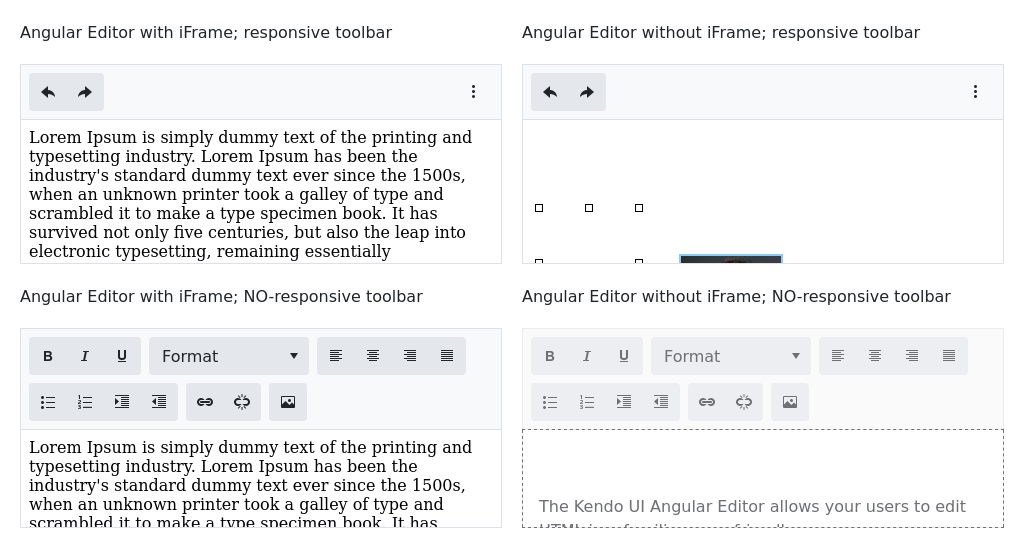 Angular Editor with iFrame; responsive toolbar
Lorem Ipsum is simply dummy text of the printing and
typesetting industry. Lorem Ipsum has been the
industry's standard dummy text ever since the 1500s,
when an unknown printer took a galley of type and
scrambled it to make a type specimen book. It has
survived not only five centuries, but also the leap into
electronic typesetting, remaining essentially
Angular Editor without iFrame; responsive toolbar
Angular Editor with iFrame; NO-responsive toolbar
B I U Format
Lorem Ipsum is simply dummy text of the printing and
typesetting industry. Lorem Ipsum has been the
industry's standard dummy text ever since the 1500s,
when an unknown printer took a galley of type and
scrambled it to make a type specimen book. It has
Angular Editor without iFrame; NO-responsive toolbar
B I U Format
The Kendo UI Angular Editor allows your users to edit